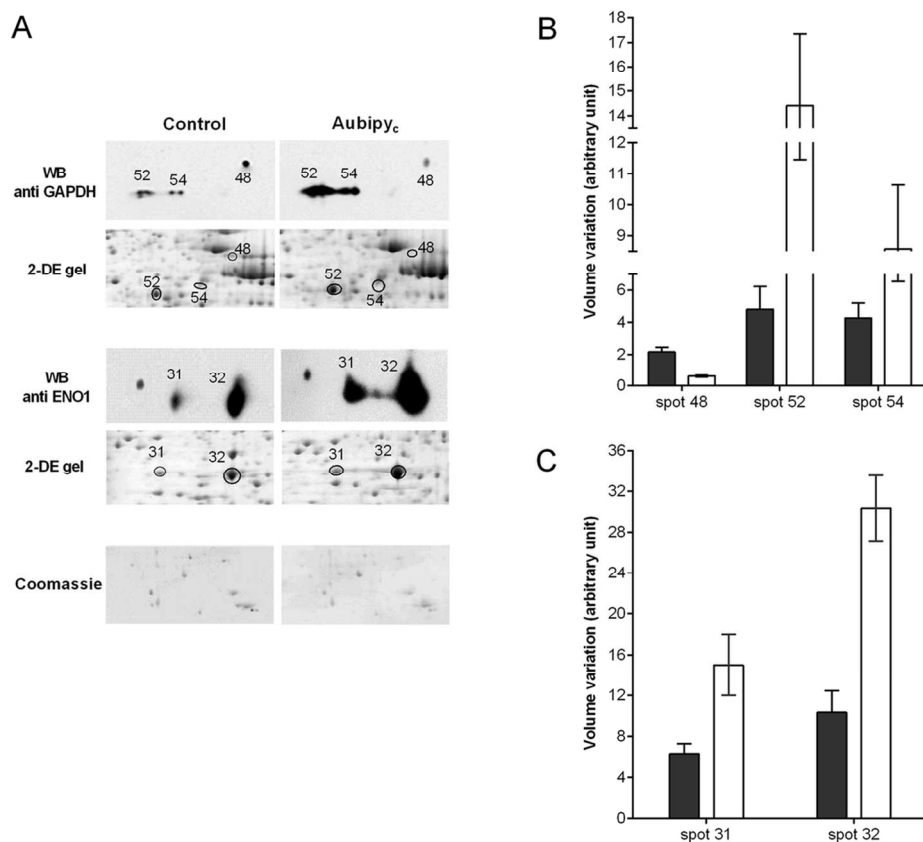 A
Control Aubipyc
WB
anti GAPDH
52 54 48
52 54 48
2-DE gel
52 54 48
52 54 48
WB
anti ENO1
31 32
31 32
2-DE gel
31 32
31 32
Coomassie
B
Volume variation (arbitrary unit)
18
17
16
15
14
12
11
10
9
8
6
4
2
0
spot 48 spot 52 spot 54
C
Volume variation (arbitrary unit)
36
32
28
24
20
16
12
8
4
0
spot 31 spot 32